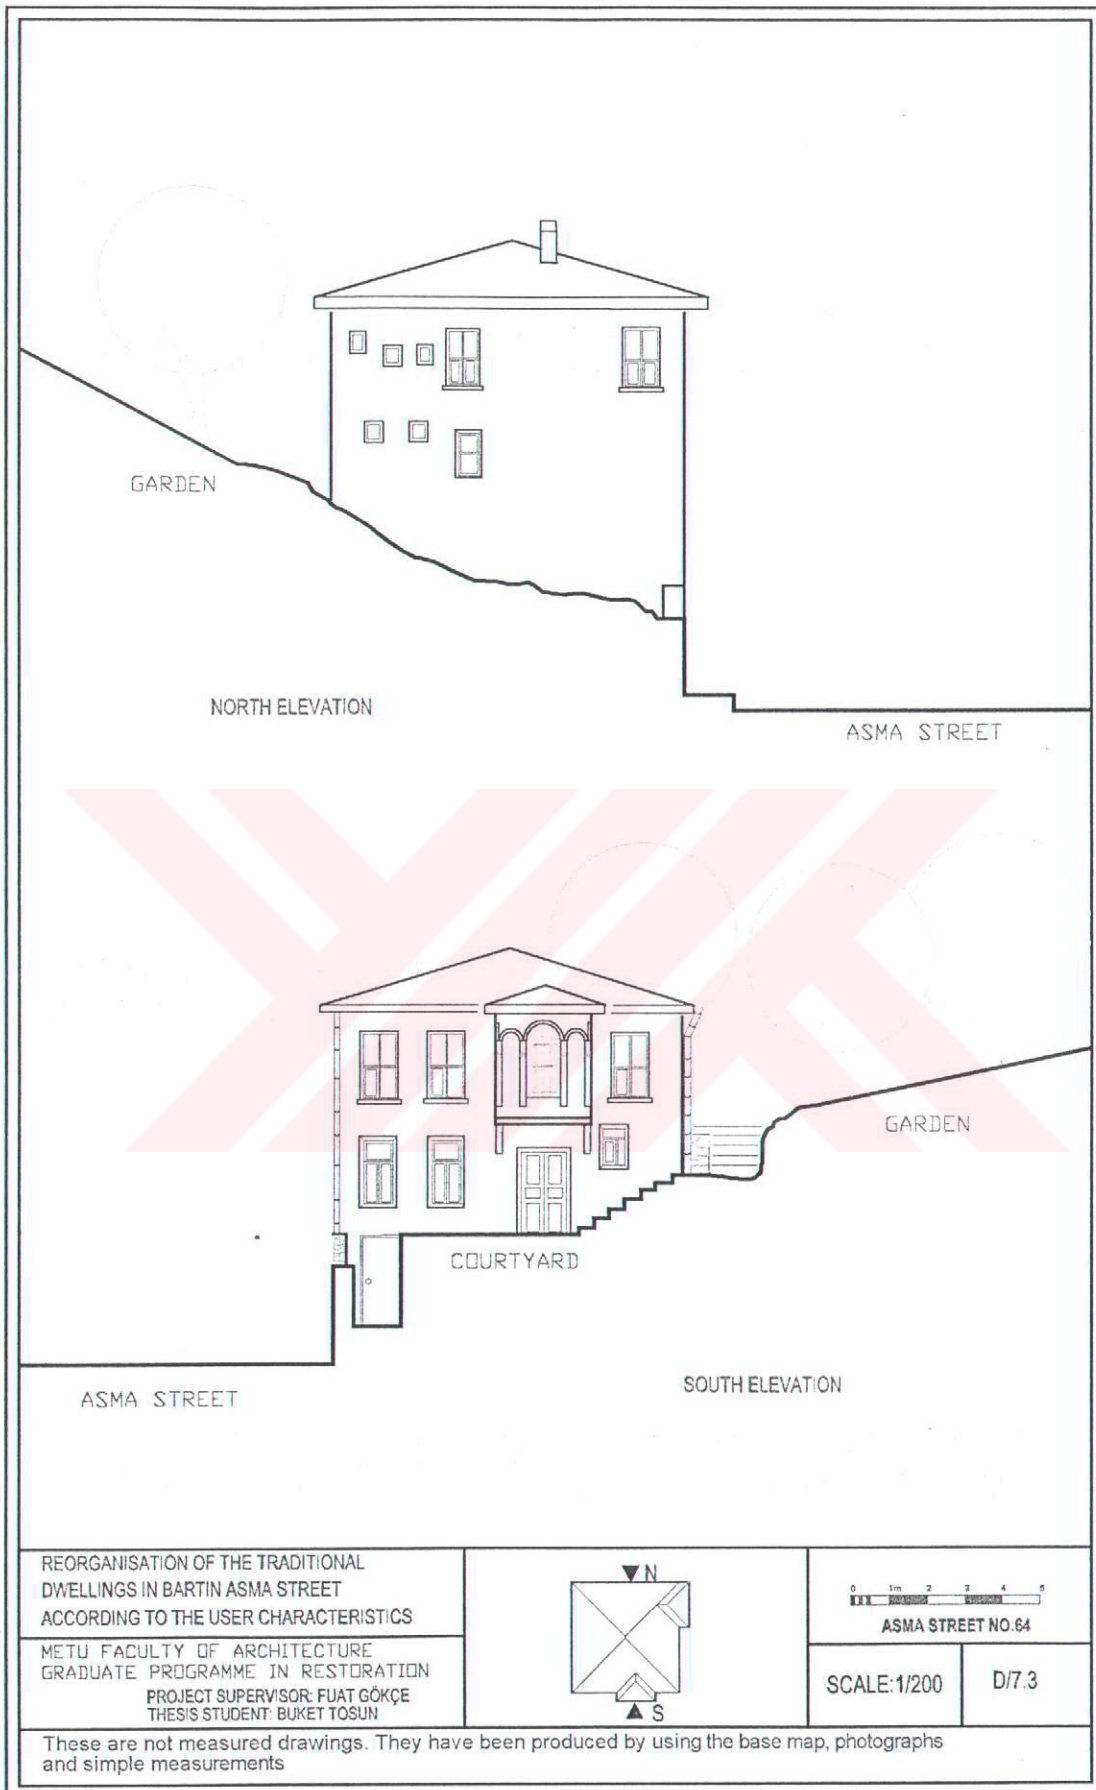 GARDEN
NORTH ELEVATION
ASMA STREET
GARDEN
COURTYARD
ASMA STREET
SOUTH ELEVATION
REORGANISATION OF THE TRADITIONAL
DWELLINGS IN BARTIN ASMA STREET
ACCORDING TO THE USER CHARACTERISTICS
METU FACULTY OF ARCHITECTURE
GRADUATE PROGRAMME IN RESTORATION
PROJECT SUPERVISOR: FUAT GÖKÇE
THESIS STUDENT: BUKET TOSUN
N
S
0 1m 2 3 4 5
ASMA STREET NO:64
SCALE:1/200
D/7.3
These are not measured drawings. They have been produced by using the base map, photographs
and simple measurements